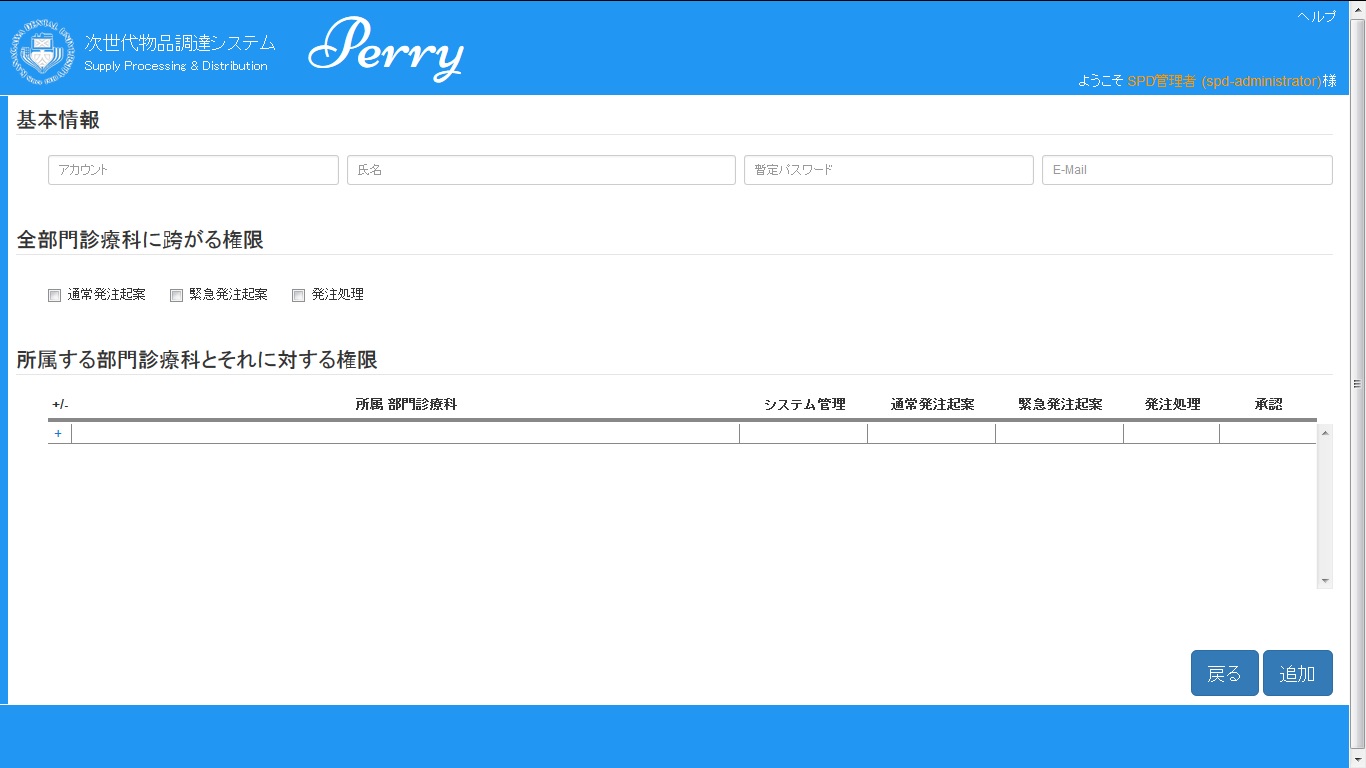 ヘルプ
次世代物品調達システム
Supply Processing & Distribution
Perry
ようこそ SPD管理者 (spd-administrator)様
基本情報
アカウント 氏名 暫定パスワード E-Mail
全部門診療科に跨がる権限
通常発注起案 緊急発注起案 発注処理
所属する部門診療科とそれに対する権限
+/- 所属 部門診療科 システム管理 通常発注起案 緊急発注起案 発注処理 承認
+
戻る 追加